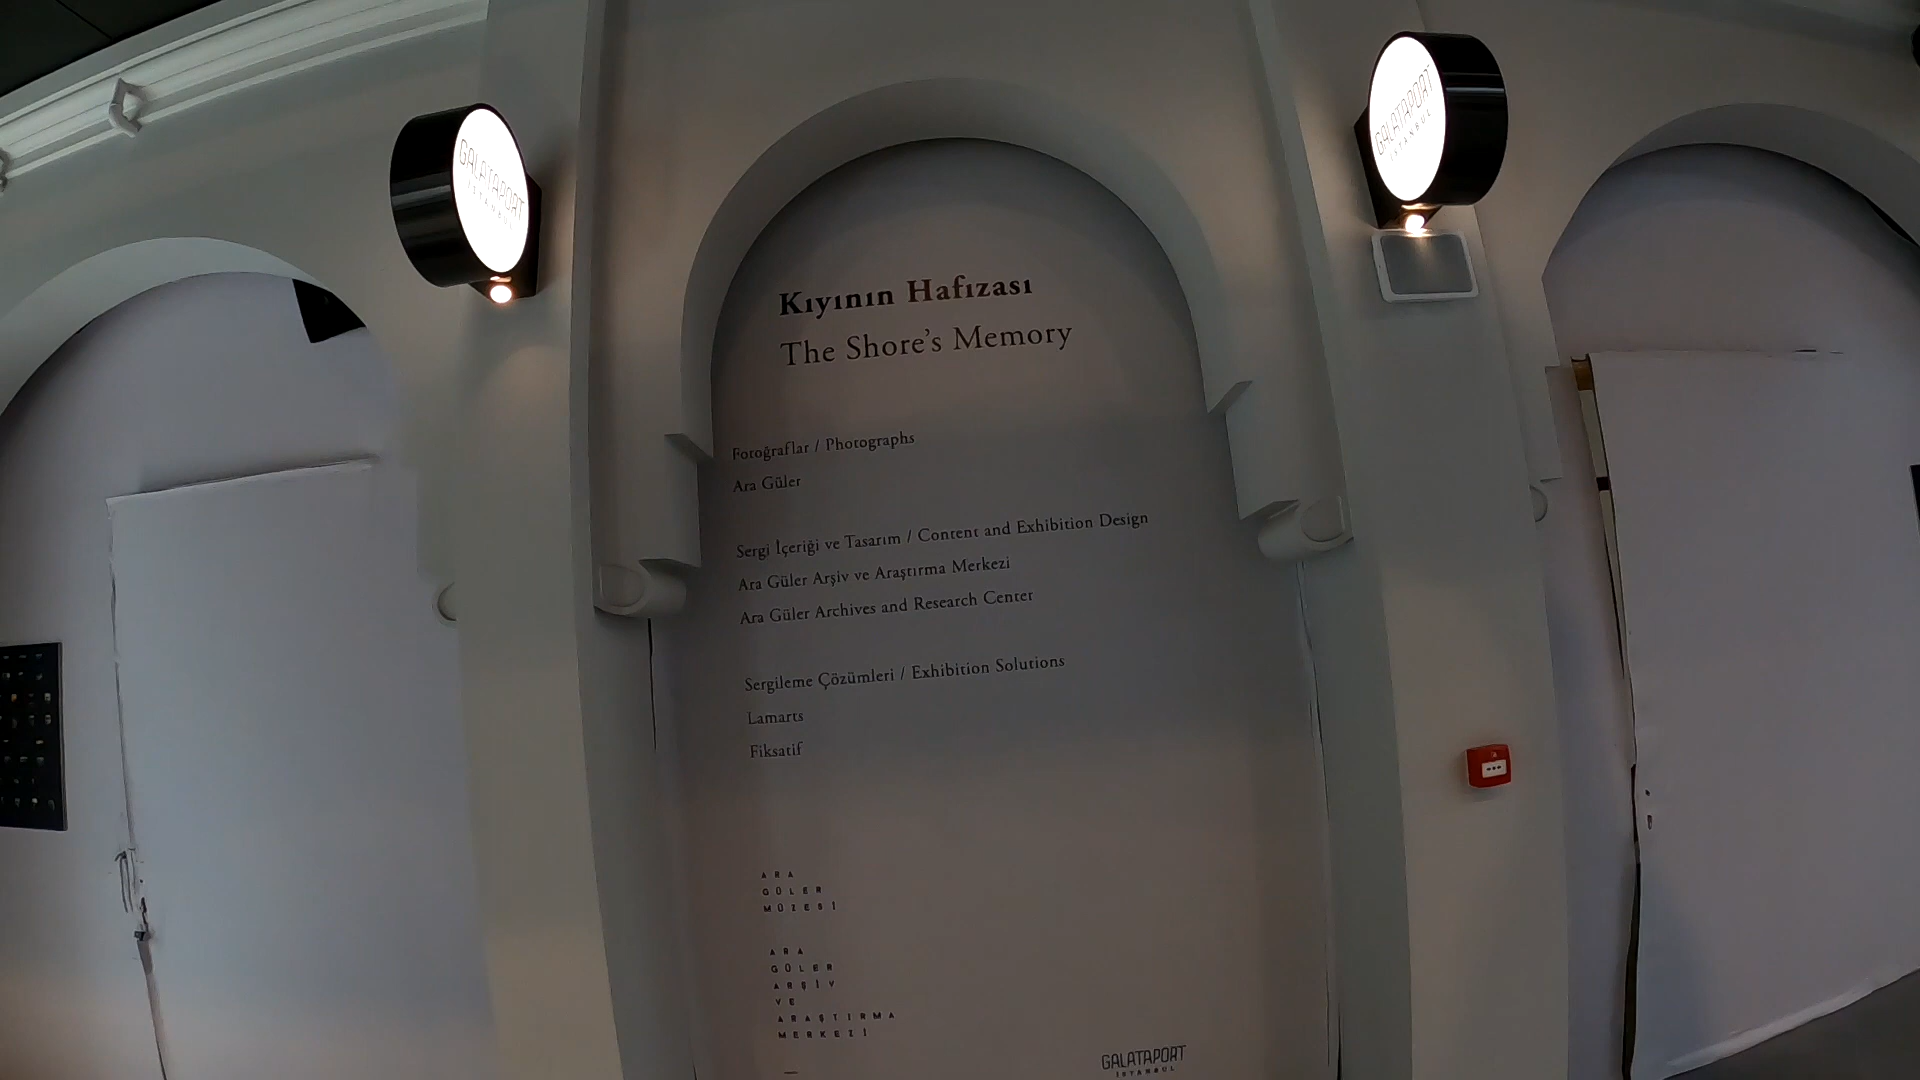 GALATAPORT
İSTANBUL
GALATAPORT
İSTANBUL
Kıyının Hafızası
The Shore's Memory
Fotoğraflar / Photographs
Ara Güler
Sergi İçeriği ve Tasarım / Content and Exhibition Design
Ara Güler Arşiv ve Araştırma Merkezi
Ara Güler Archives and Research Center
Sergileme Çözümleri / Exhibition Solutions
Lamarts
Fiksatif
ARA
GÜLER
MÜZESİ
ARA
GÜLER
ARŞİV
VE
ARAŞTIRMA
MERKEZİ
GALATAPORT
İSTANBUL